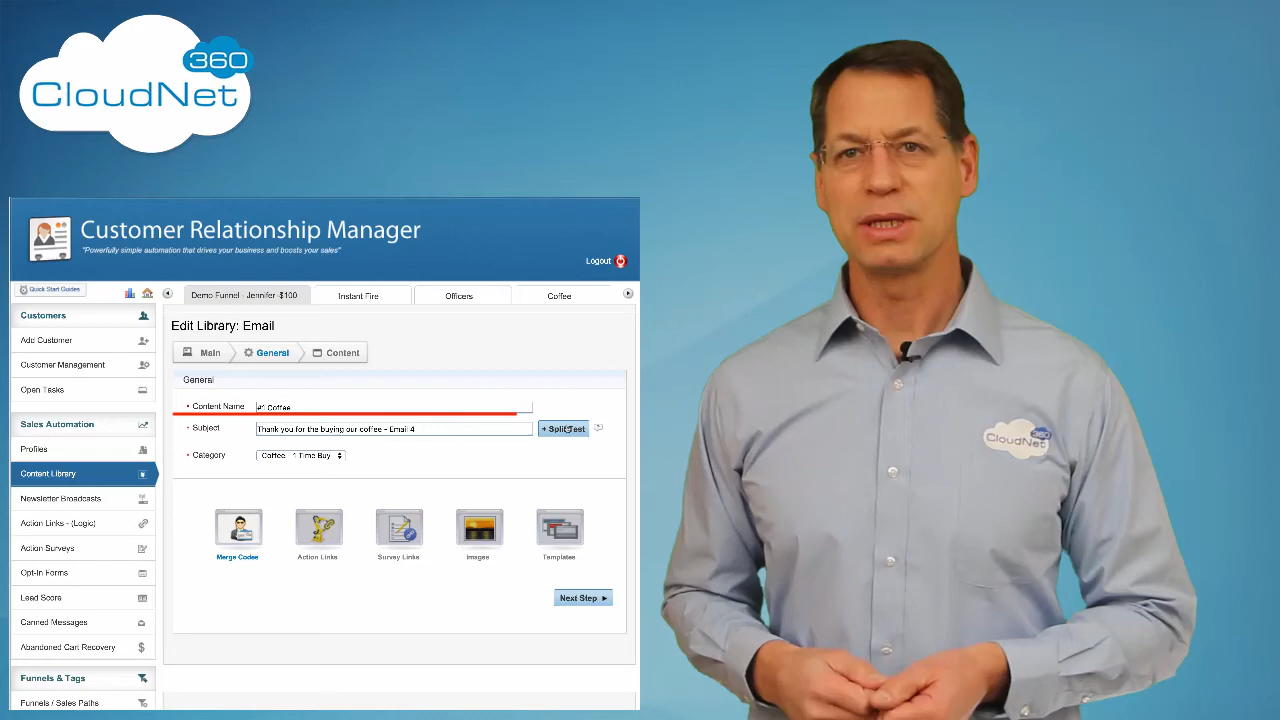 360
CloudNet
Customer Relationship Manager
"Powerfully simple automation that drives your business and boosts your sales"
Logout
Quick Start Guides
Demo Funnel - Jennifer -$100
Instant Fire
Officers
Coffee
Customers
Add Customer
Customer Management
Open Tasks
Sales Automation
Profiles
Content Library
Newsletter Broadcasts
Action Links - (Logic)
Action Surveys
Opt-In Forms
Lead Score
Canned Messages
Abandoned Cart Recovery
Funnels & Tags
Funnels / Sales Paths
Edit Library: Email
Main
General
Content
General
• Content Name #1 Coffee
• Subject Thank you for the buying our coffee - Email 4 + Split Test
• Category Coffee - 1 Time Buy
Merge Codes
Action Links
Survey Links
Images
Templates
Next Step
360
CloudNet